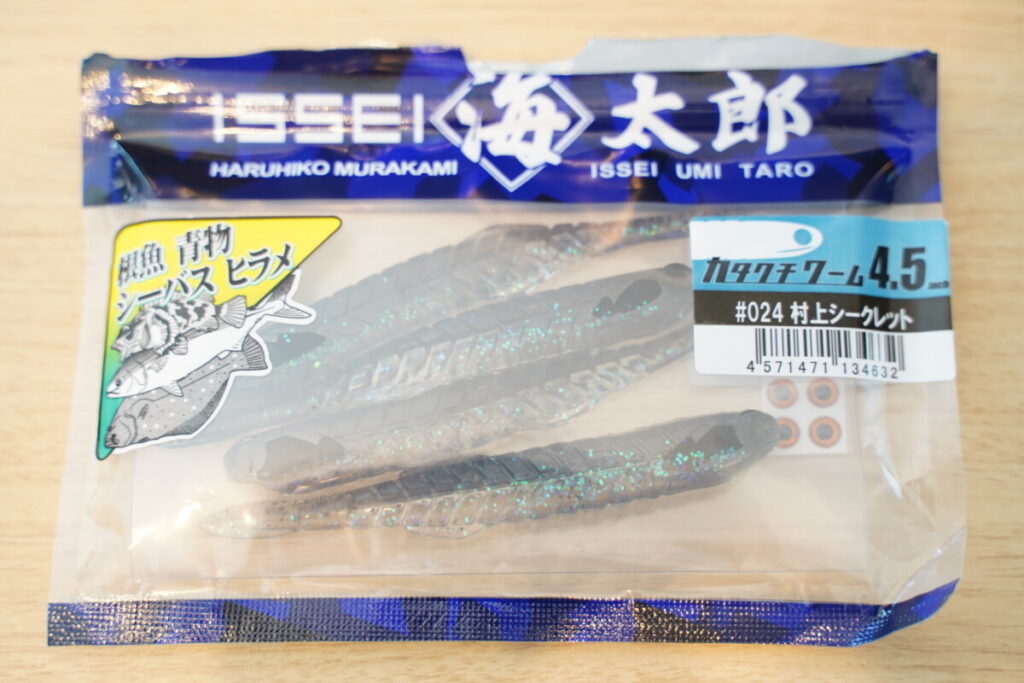 ISSEI 海 太郎
HARUHIKO MURAKAMI ISSEI UMI TARO
根魚 青物
シーバス ヒラメ
カタクチワーム 4.5 inch
#024 村上シークレット
4 571471 134632